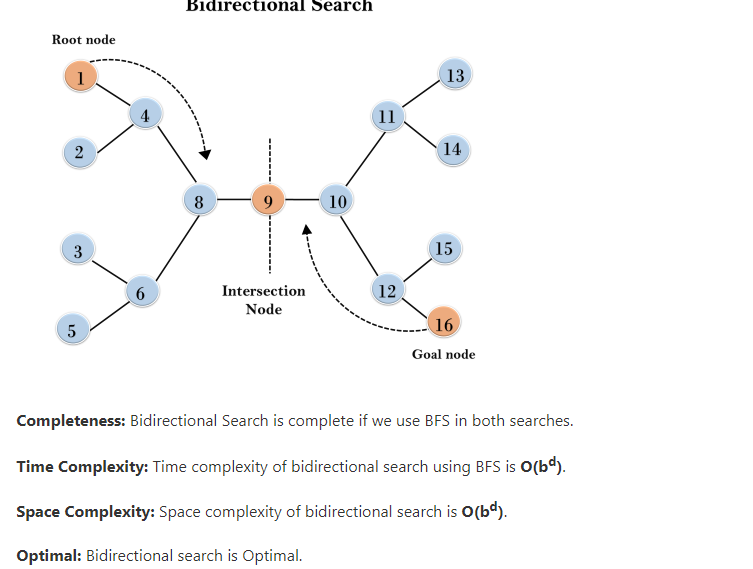 Bidirectional Search
Root node
1
13
4
11
2
14
8
9
10
3
15
6
Intersection
Node
12
5
16
Goal node
Completeness: Bidirectional Search is complete if we use BFS in both searches.
Time Complexity: Time complexity of bidirectional search using BFS is O(b^d).
Space Complexity: Space complexity of bidirectional search is O(b^d).
Optimal: Bidirectional search is Optimal.